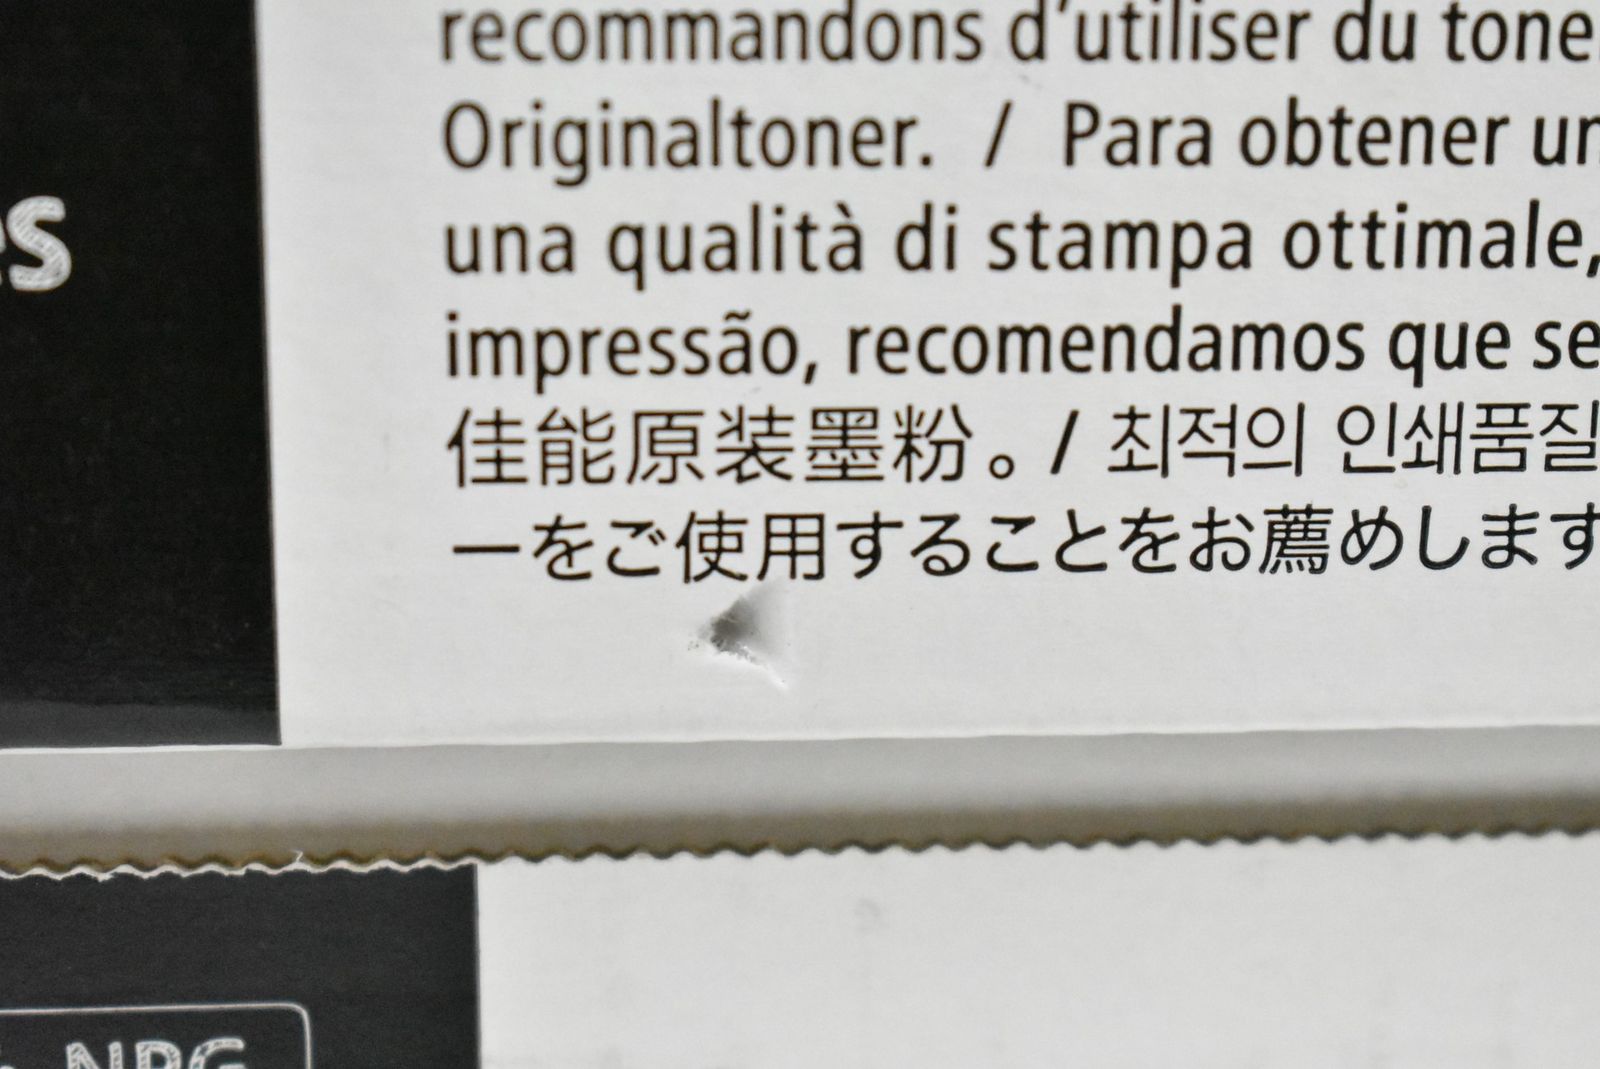 recommandons d'utiliser du tone
Originaltoner. / Para obtener un
es
una qualità di stampa ottimale,
impressão, recomendamos que se
佳能原装墨粉。/ 최적의 인쇄품질
ーをご使用することをお薦めします
NPG